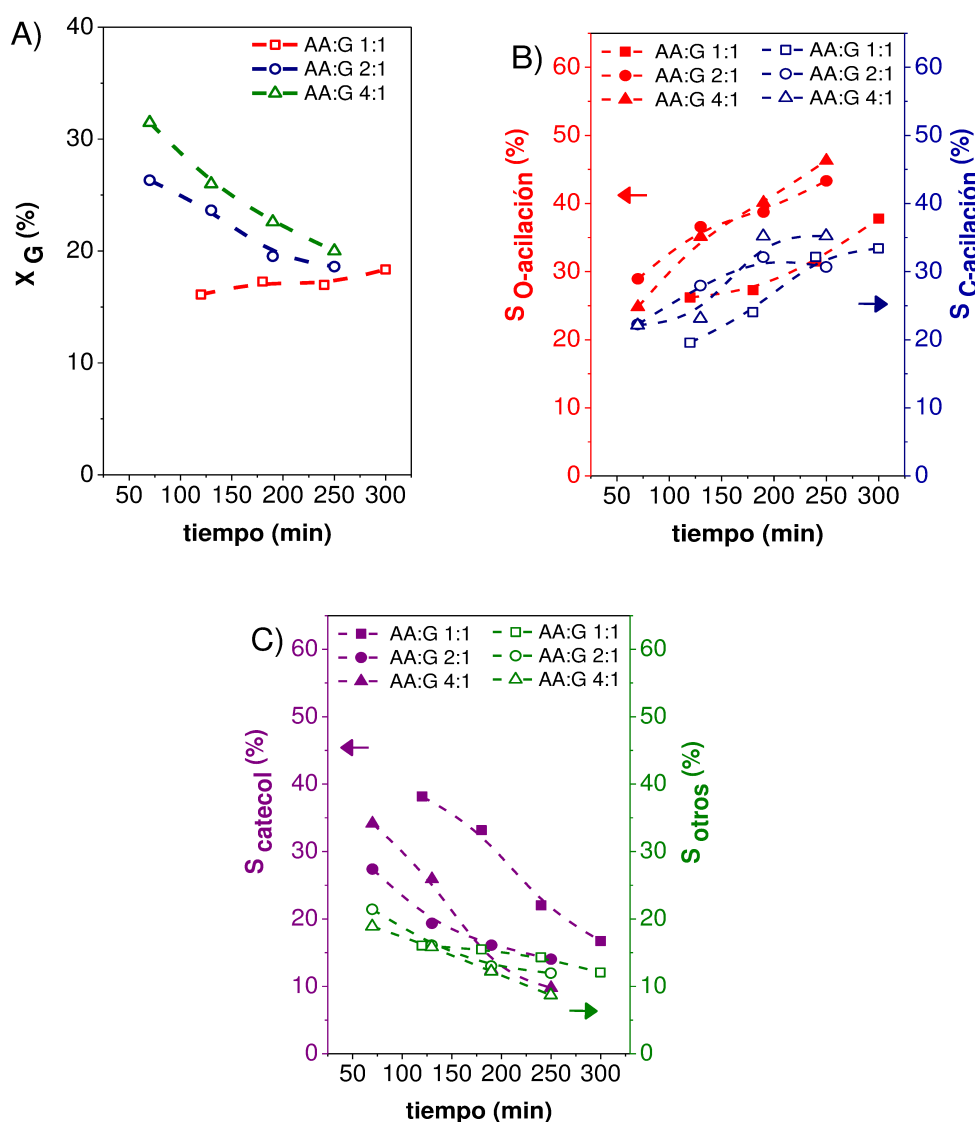 A)
AA:G 1:1
AA:G 2:1
AA:G 4:1
X G (%)
40
30
20
10
0
50 100 150 200 250 300
tiempo (min)
B)
AA:G 1:1 AA:G 1:1
AA:G 2:1 AA:G 2:1
AA:G 4:1 AA:G 4:1
S O-acilación (%)
60
50
40
30
20
10
0
S C-acilación (%)
60
50
40
30
20
10
0
50 100 150 200 250 300
tiempo (min)
C)
AA:G 1:1 AA:G 1:1
AA:G 2:1 AA:G 2:1
AA:G 4:1 AA:G 4:1
S catecol (%)
60
50
40
30
20
10
0
S otros (%)
60
50
40
30
20
10
0
50 100 150 200 250 300
tiempo (min)